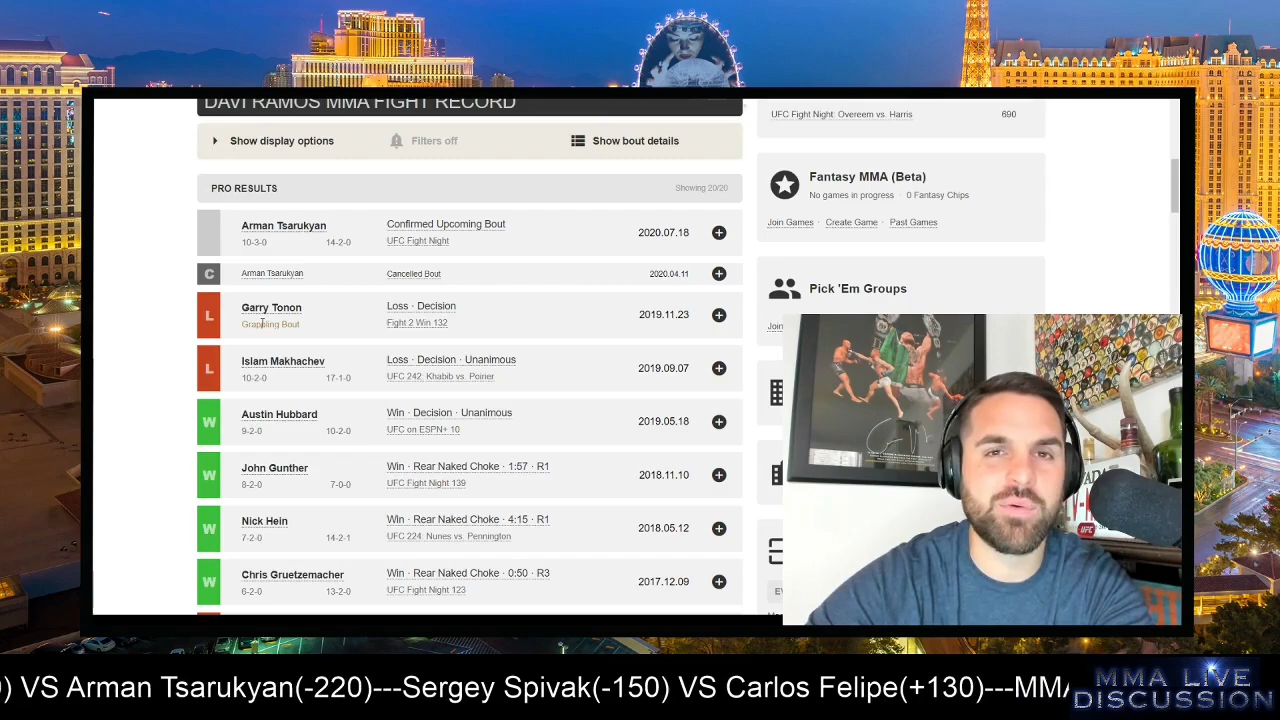 DAVI RAMOS MMA FIGHT RECORD
Show display options
Filters off
Show bout details
PRO RESULTS
Showing 20/20
Arman Tsarukyan
Confirmed Upcoming Bout
10-3-0 14-2-0
UFC Fight Night
2020.07.18
C
Arman Tsarukyan
Cancelled Bout
2020.04.11
L
Garry Tonon
Loss · Decision
Grappling Bout
Fight 2 Win 132
2019.11.23
L
Islam Makhachev
Loss · Decision · Unanimous
10-2-0 17-1-0
UFC 242: Khabib vs. Poirier
2019.09.07
W
Austin Hubbard
Win · Decision · Unanimous
9-2-0 10-2-0
UFC on ESPN+ 10
2019.05.18
W
John Gunther
Win · Rear Naked Choke · 1:57 · R1
8-2-0 7-0-0
UFC Fight Night 139
2018.11.10
W
Nick Hein
Win · Rear Naked Choke · 4:15 · R1
7-2-0 14-2-1
UFC 224: Nunes vs. Pennington
2018.05.12
W
Chris Gruetzemacher
Win · Rear Naked Choke · 0:50 · R3
6-2-0 13-2-0
UFC Fight Night 123
2017.12.09
UFC Fight Night: Overeem vs. Harris 690
Fantasy MMA (Beta)
No games in progress · 0 Fantasy Chips
Join Games · Create Game · Past Games
Pick 'Em Groups
Join
UFC
) VS Arman Tsarukyan(-220)---Sergey Spivak(-150) VS Carlos Felipe(+130)---MMA
MMA LIVE
DISCUSSION